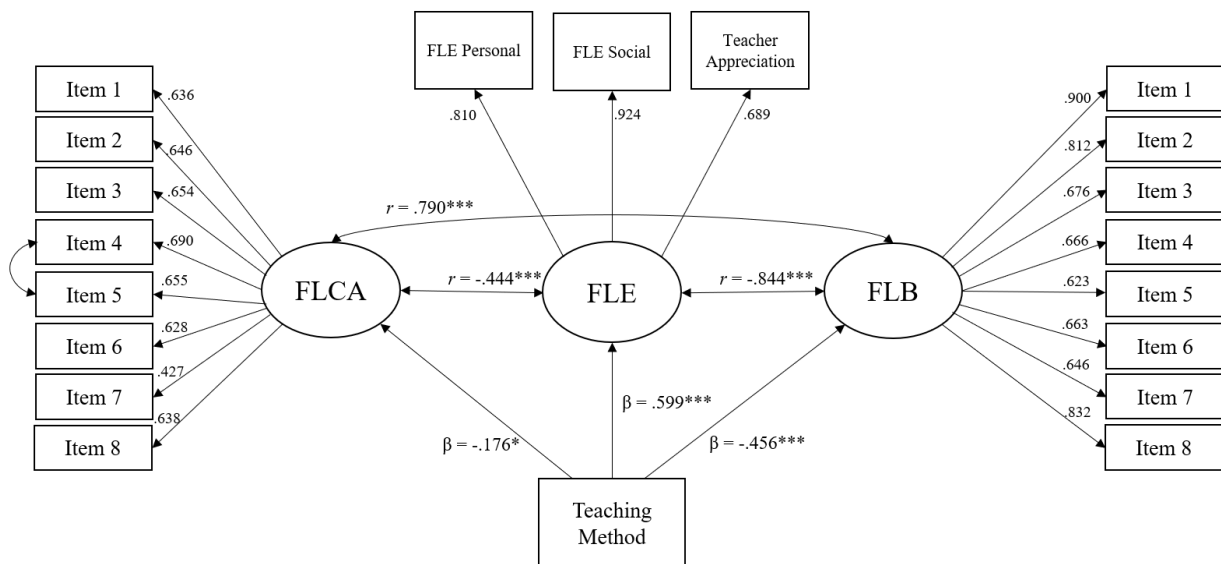 FLE Personal
FLE Social
Teacher
Appreciation
Item 1
Item 2
Item 3
Item 4
Item 5
Item 6
Item 7
Item 8
.636
.646
.654
.690
.655
.628
.427
.638
.810
.924
.689
r = .790***
FLCA
r = -.444***
FLE
r = -.844***
FLB
.900
.812
.676
.666
.623
.663
.646
.832
Item 1
Item 2
Item 3
Item 4
Item 5
Item 6
Item 7
Item 8
β = -.176*
β = .599***
β = -.456***
Teaching
Method